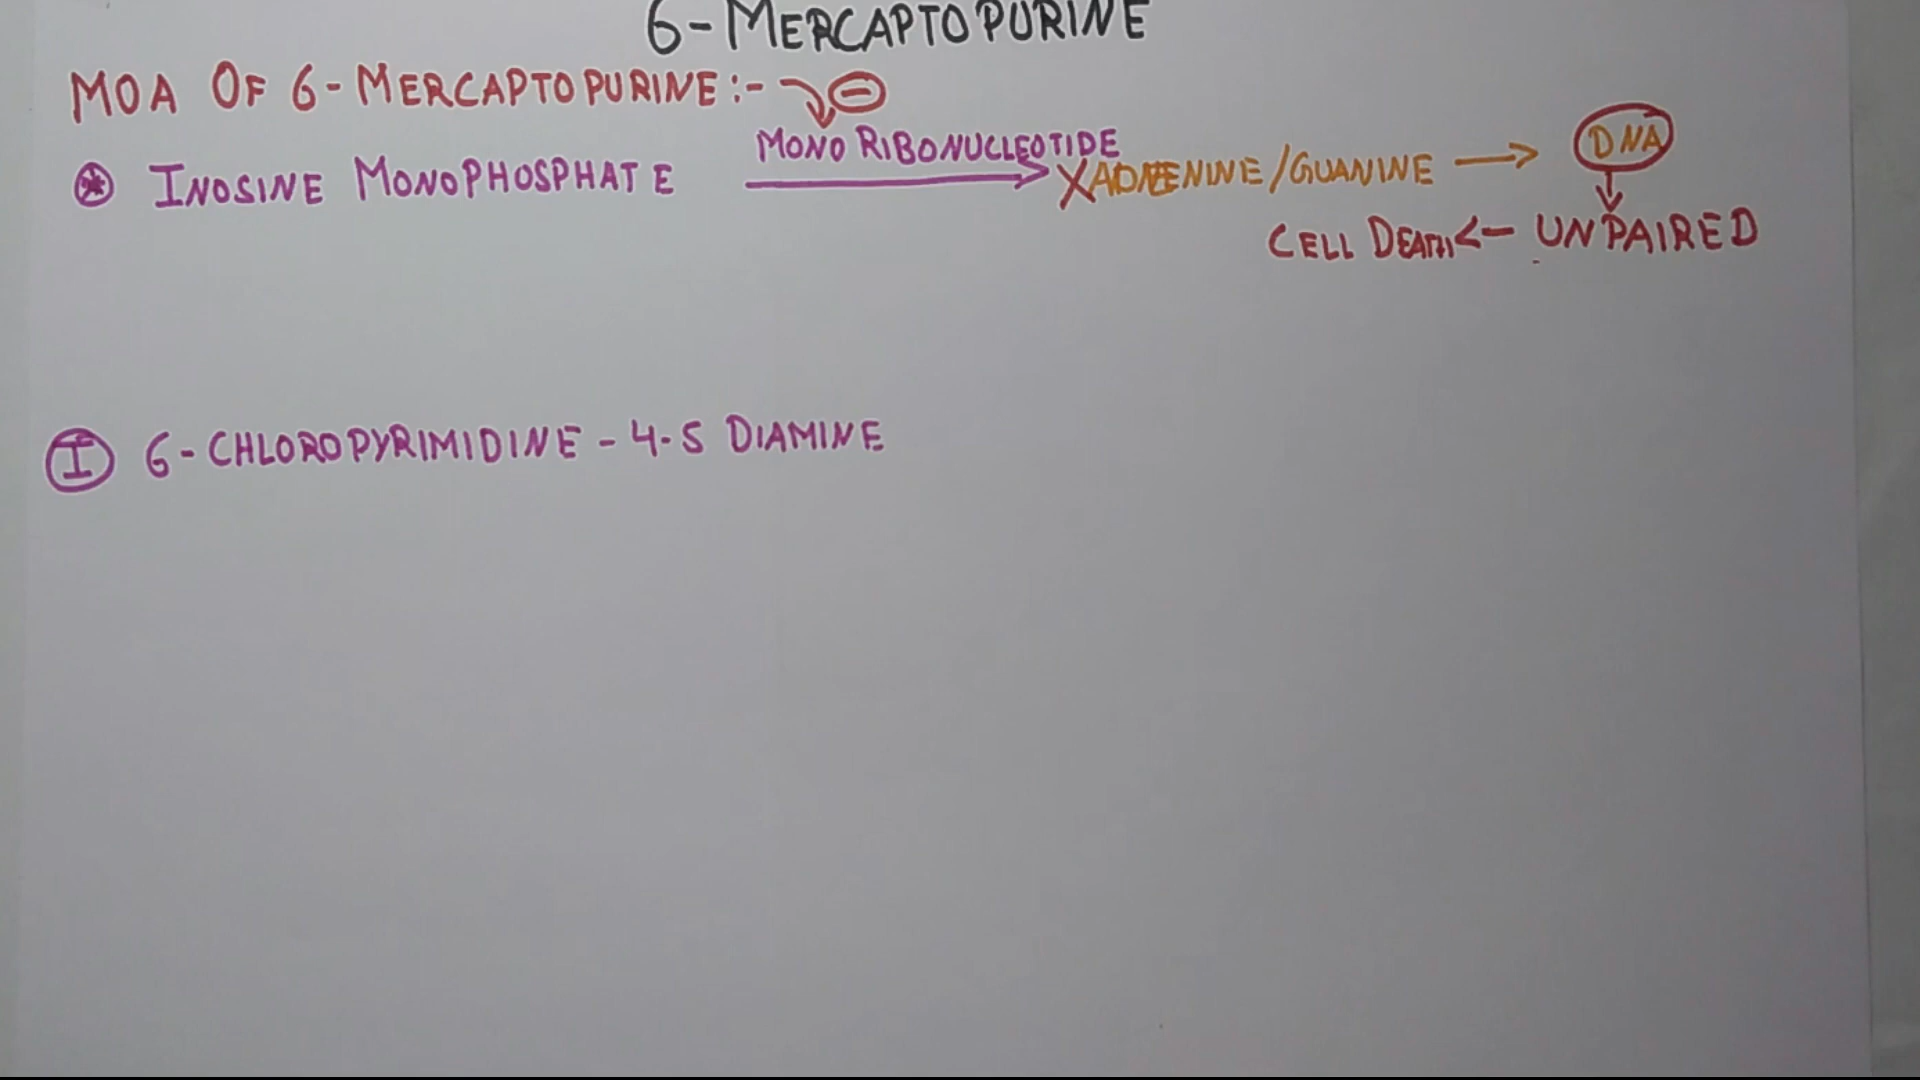 6-MERCAPTOPURINE
MOA OF 6-MERCAPTOPURINE:-
MONO RIBONUCLEOTIDE
INOSINE MONOPHOSPHATE
XADNENINE/GUANINE → DNA
CELL DEATH ← UNPAIRED
I 6-CHLOROPYRIMIDINE-4-5 DIAMINE